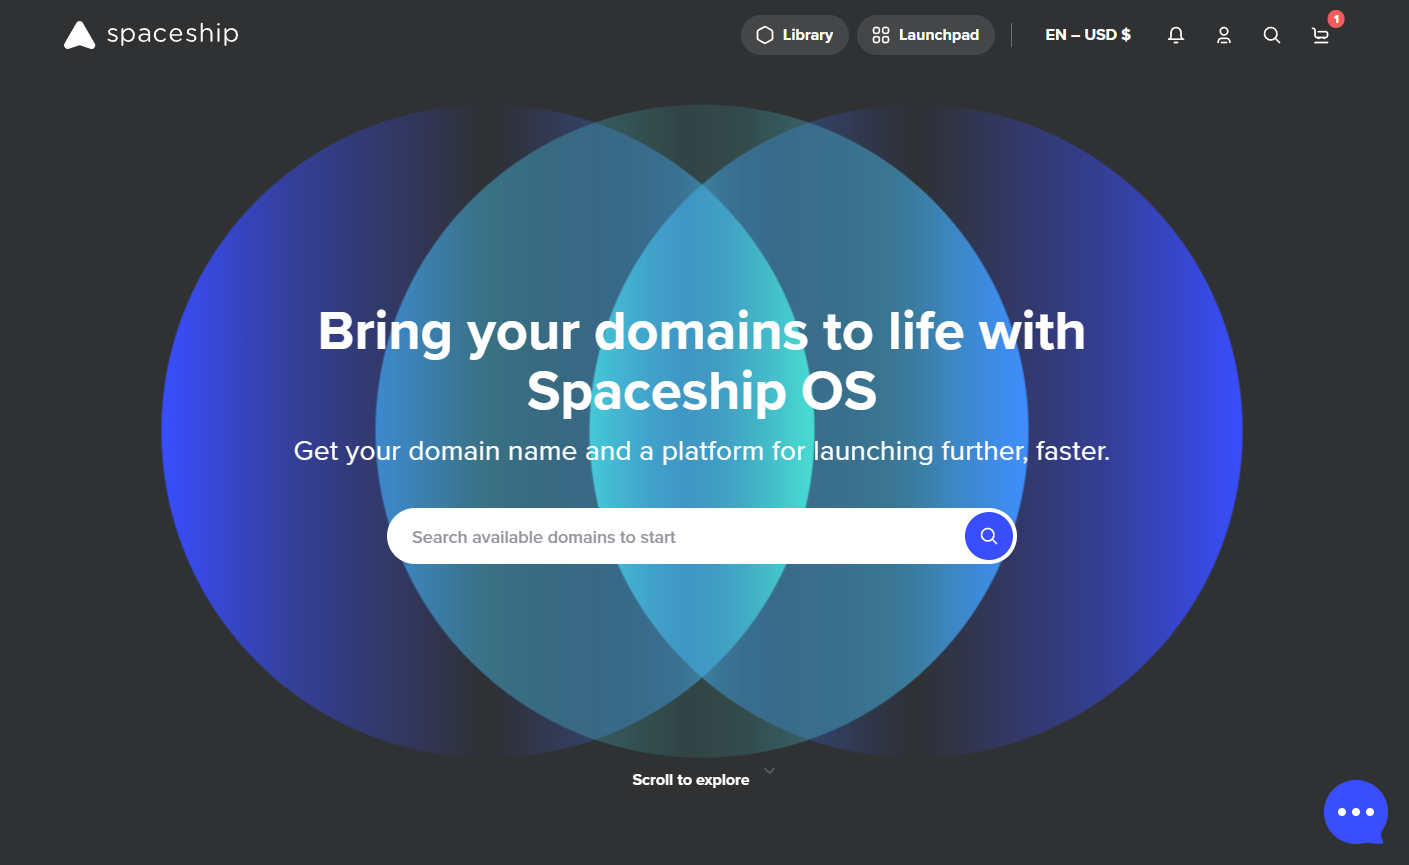 spaceship
Library
Launchpad
EN – USD $
1
Bring your domains to life with
Spaceship OS
Get your domain name and a platform for launching further, faster.
Search available domains to start
Scroll to explore